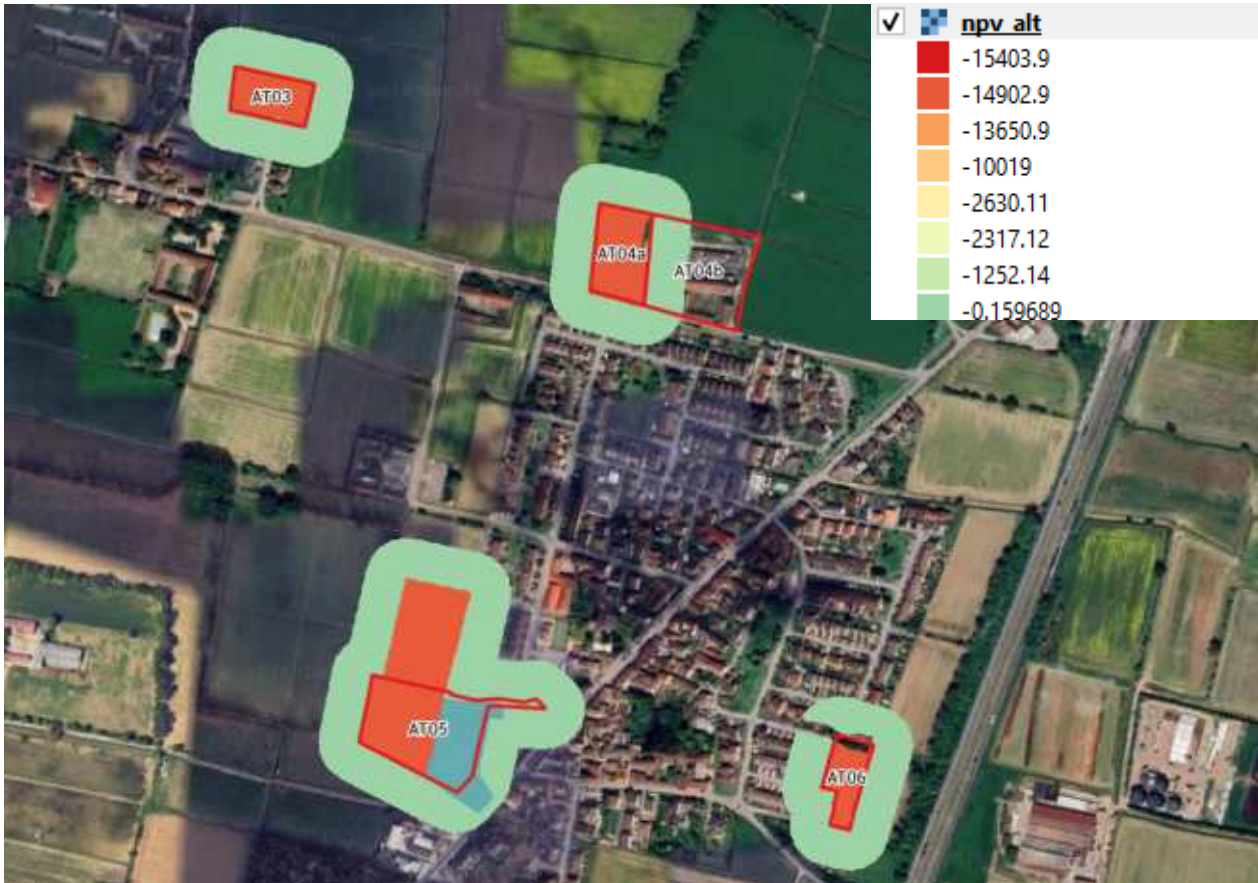 npv_alt
-15403.9
-14902.9
-13650.9
-10019
-2630.11
-2317.12
-1252.14
-0.159689
AT03
AT04a
AT04b
AT05
AT06